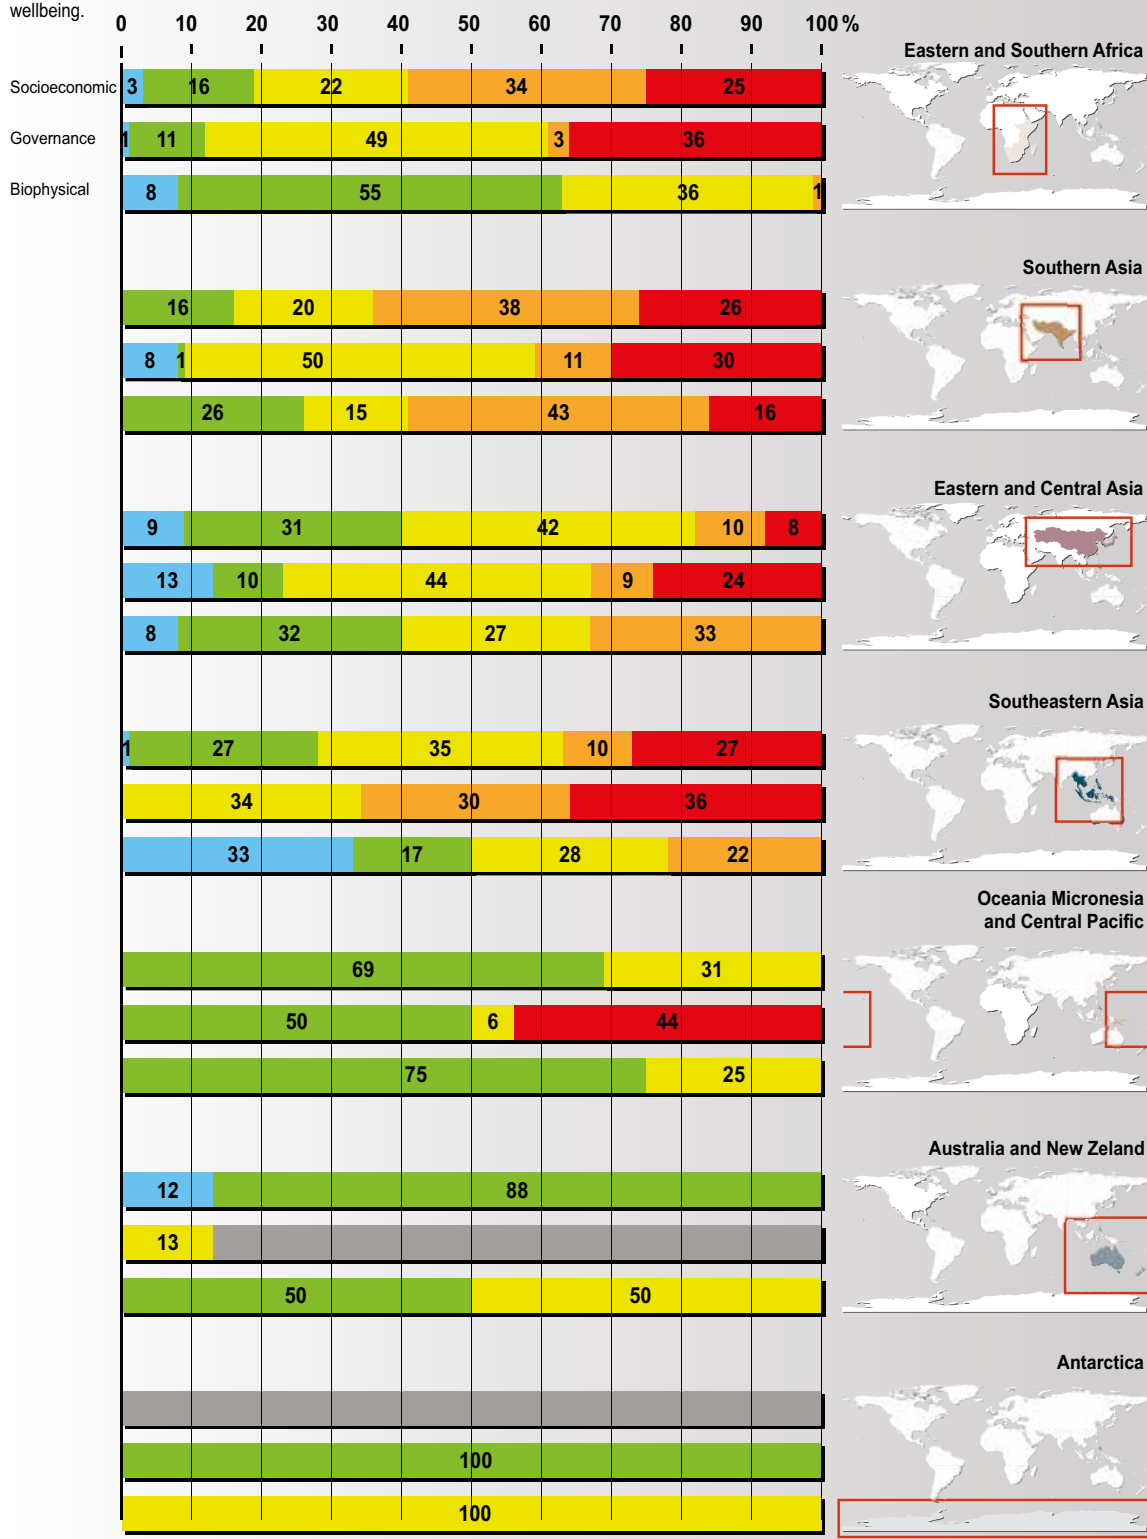 wellbeing.
0 10 20 30 40 50 60 70 80 90 100 %
Eastern and Southern Africa
Socioeconomic 3 16 22 34 25
Governance 1 11 49 3 36
Biophysical 8 55 36 1
Southern Asia
16 20 38 26
8 1 50 11 30
26 15 43 16
Eastern and Central Asia
9 31 42 10 8
13 10 44 9 24
8 32 27 33
Southeastern Asia
1 27 35 10 27
34 30 36
33 17 28 22
Oceania Micronesia
and Central Pacific
69 31
50 6 44
75 25
Australia and New Zeland
12 88
13
50 50
Antarctica
100
100